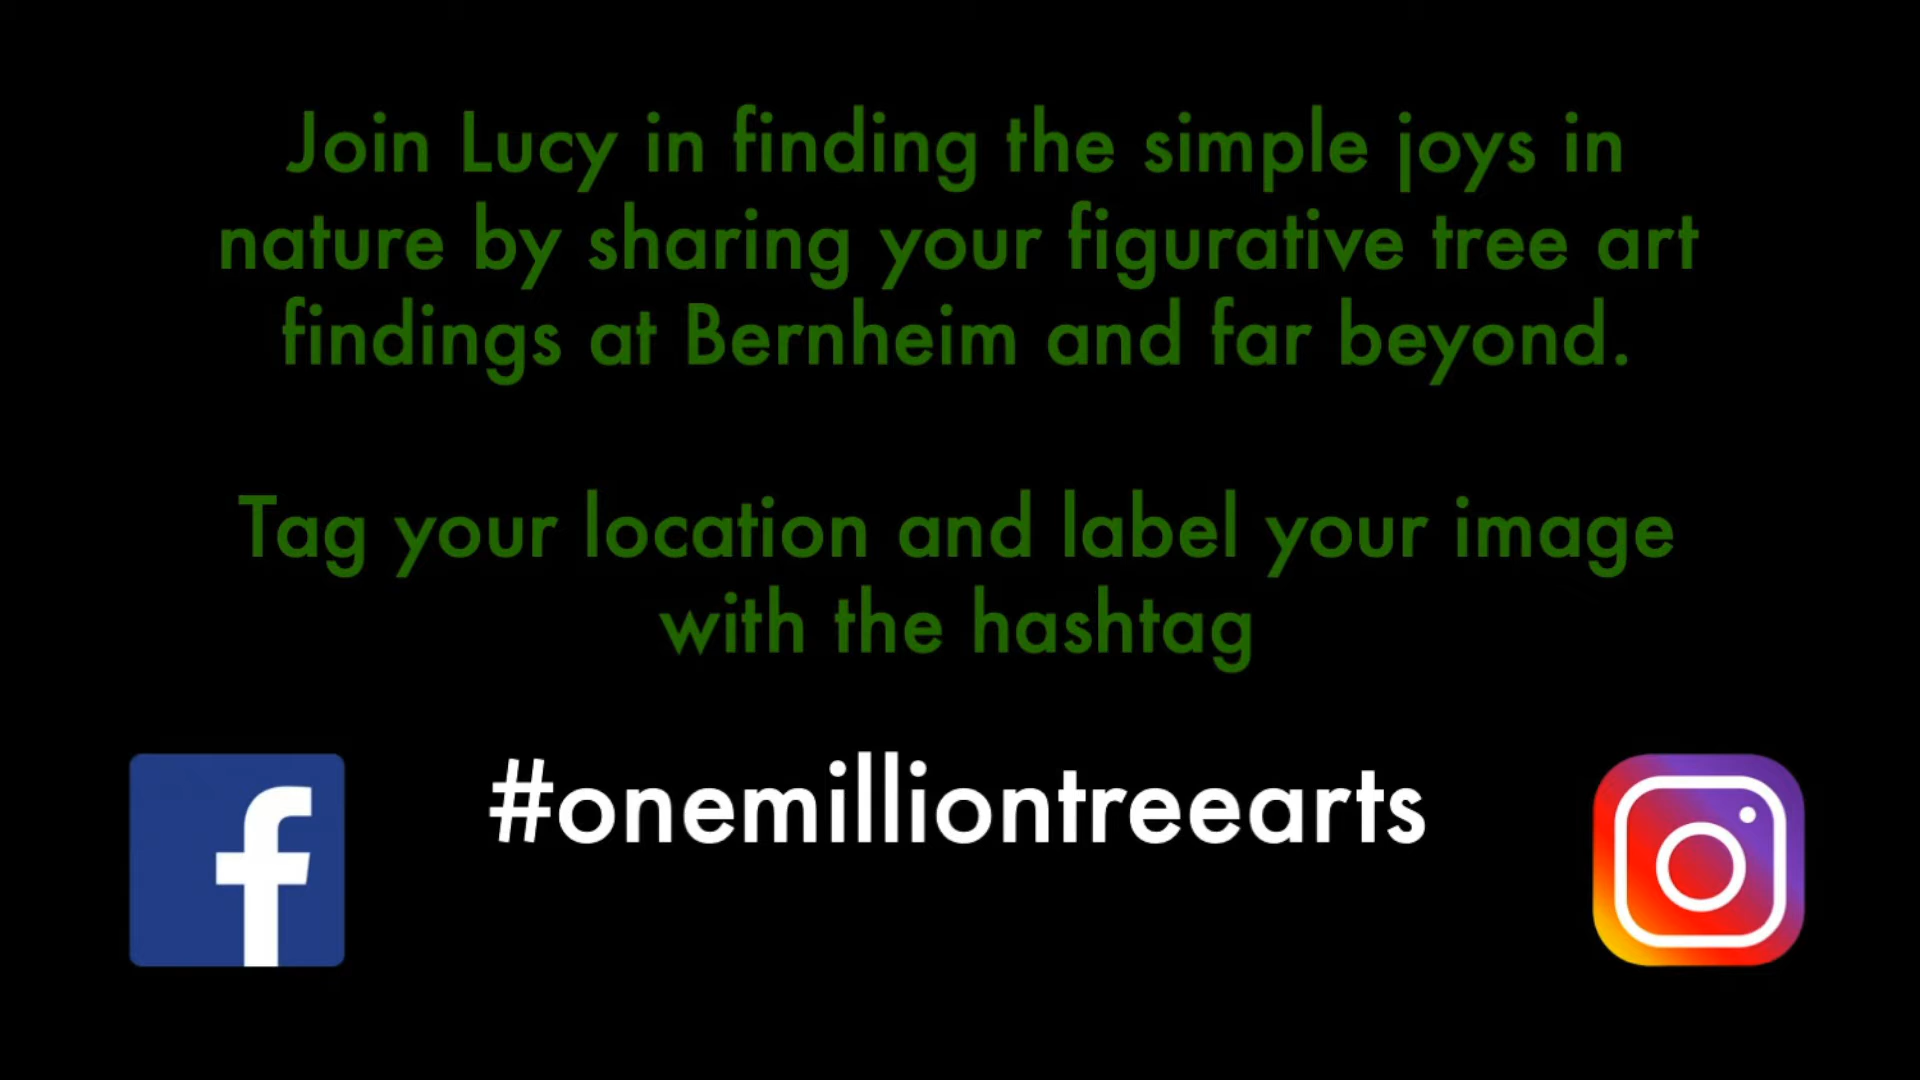 Join Lucy in finding the simple joys in
nature by sharing your figurative tree art
findings at Bernheim and far beyond.
Tag your location and label your image
with the hashtag
#onemilliontreearts